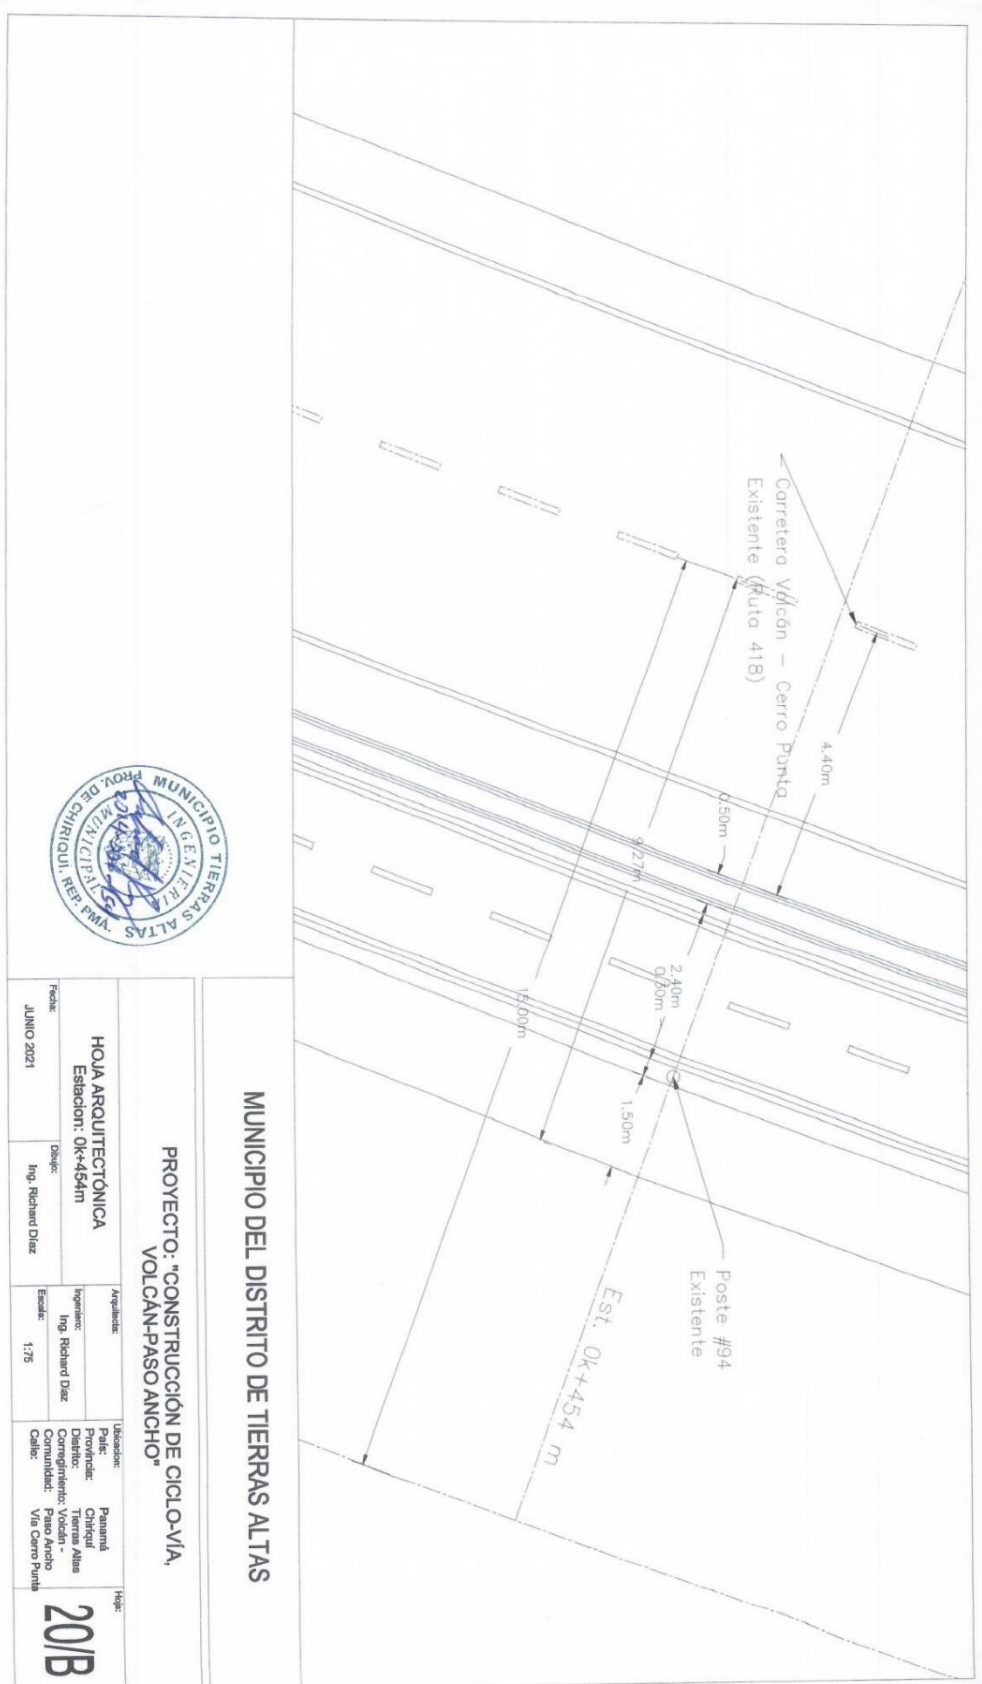 Carretera Volcán – Cerro Punta
Existente (Ruta 418)
4.40m
0.50m
9.27m
2.40m
0.30m
15.00m
1.50m
Poste #94
Existente
Est. 0k+454 m
MUNICIPIO TIERRAS ALTAS
INGENIERIA
MUNICIPAL
PROV. DE CHIRIQUI, REP. PMÁ.
MUNICIPIO DEL DISTRITO DE TIERRAS ALTAS
PROYECTO: "CONSTRUCCIÓN DE CICLO-VÍA,
VOLCÁN-PASO ANCHO"
HOJA ARQUITECTÓNICA
Estacion: 0k+454m
Fecha:
JUNIO 2021
Dibujo:
Ing. Richard Díaz
Arquitecto:
Ingeniero:
Ing. Richard Díaz
Escala:
1:75
Ubicación:
País: Panamá
Provincia: Chiriquí
Distrito: Tierras Altas
Corregimiento: Volcán -
Comunidad: Paso Ancho
Calle: Vía Cerro Punta
Hoja:
20/B